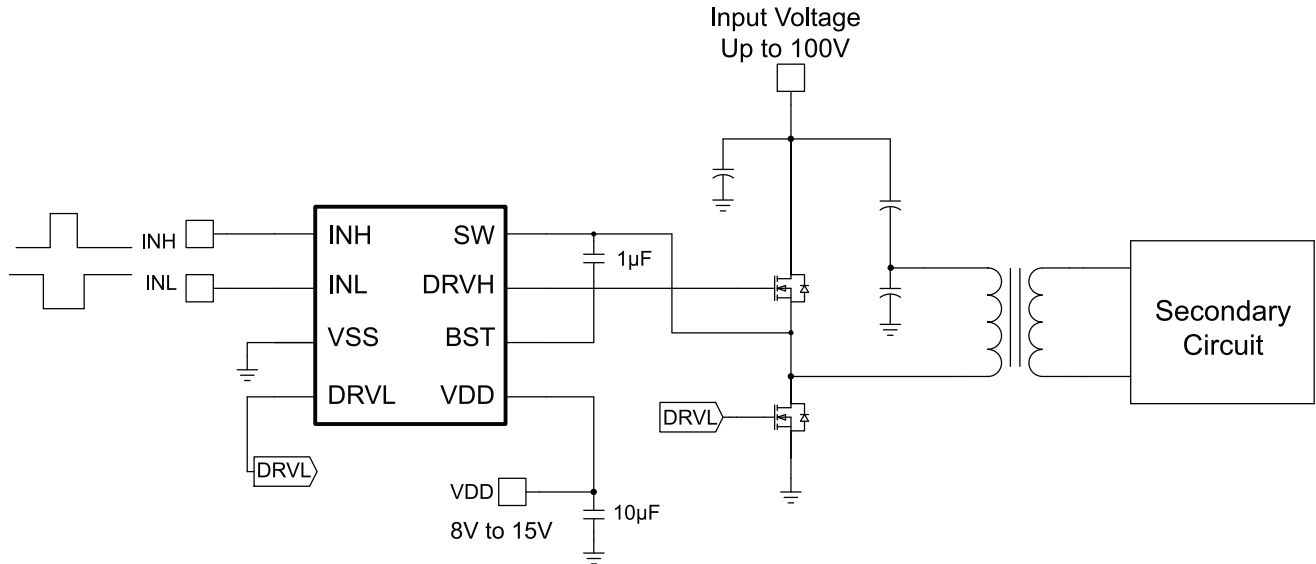 Input Voltage
Up to 100V
INH
INL
INH
INL
VSS
DRVL
SW
DRVH
BST
VDD
1µF
DRVL
DRVL
VDD
8V to 15V
10µF
Secondary
Circuit